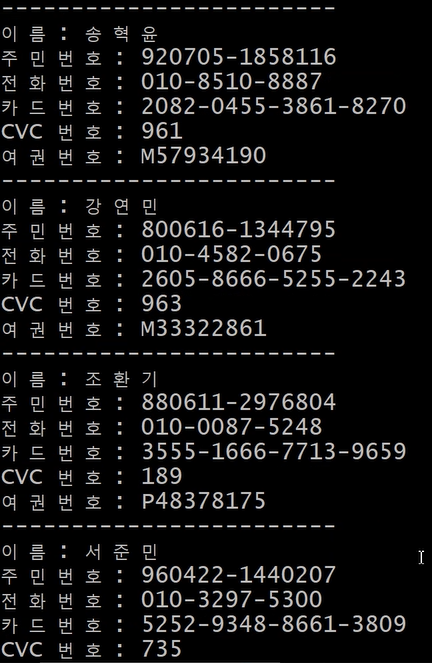 ------------------------
이 름 : 송 혁 윤
주 민 번 호 : 920705-1858116
전 화 번 호 : 010-8510-8887
카 드 번 호 : 2082-0455-3861-8270
CVC 번 호 : 961
여 권 번 호 : M57934190
------------------------
이 름 : 강 연 민
주 민 번 호 : 800616-1344795
전 화 번 호 : 010-4582-0675
카 드 번 호 : 2605-8666-5255-2243
CVC 번 호 : 963
여 권 번 호 : M33322861
------------------------
이 름 : 조 환 기
주 민 번 호 : 880611-2976804
전 화 번 호 : 010-0087-5248
카 드 번 호 : 3555-1666-7713-9659
CVC 번 호 : 189
여 권 번 호 : P48378175
------------------------
이 름 : 서 준 민
주 민 번 호 : 960422-1440207
전 화 번 호 : 010-3297-5300
카 드 번 호 : 5252-9348-8661-3809
CVC 번 호 : 735